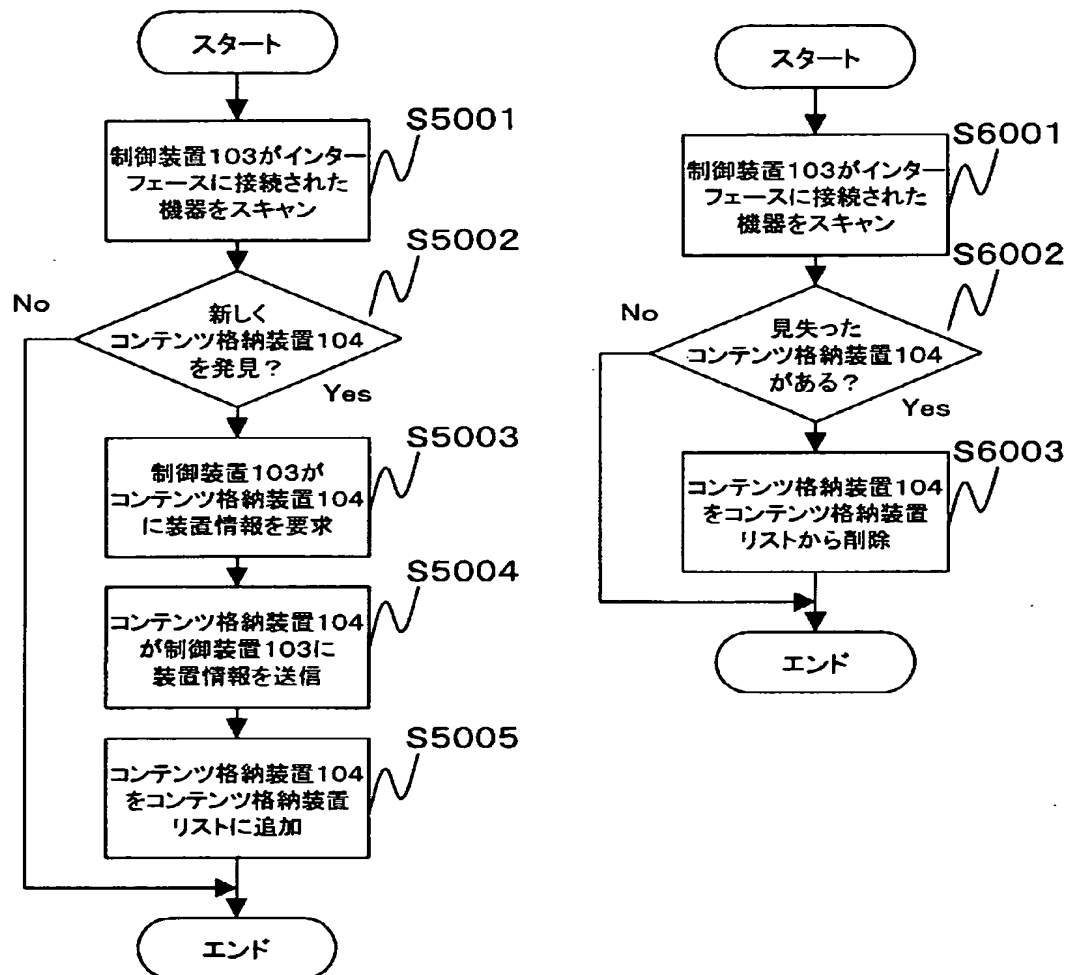 スタート
S5001
制御装置103がインター
フェースに接続された
機器をスキャン
S5002
No
新しく
コンテンツ格納装置104
を発見?
Yes
S5003
制御装置103が
コンテンツ格納装置104
に装置情報を要求
S5004
コンテンツ格納装置104
が制御装置103に
装置情報を送信
S5005
コンテンツ格納装置104
をコンテンツ格納装置
リストに追加
エンド
スタート
S6001
制御装置103がインター
フェースに接続された
機器をスキャン
S6002
No
見失った
コンテンツ格納装置104
がある?
Yes
S6003
コンテンツ格納装置104
をコンテンツ格納装置
リストから削除
エンド